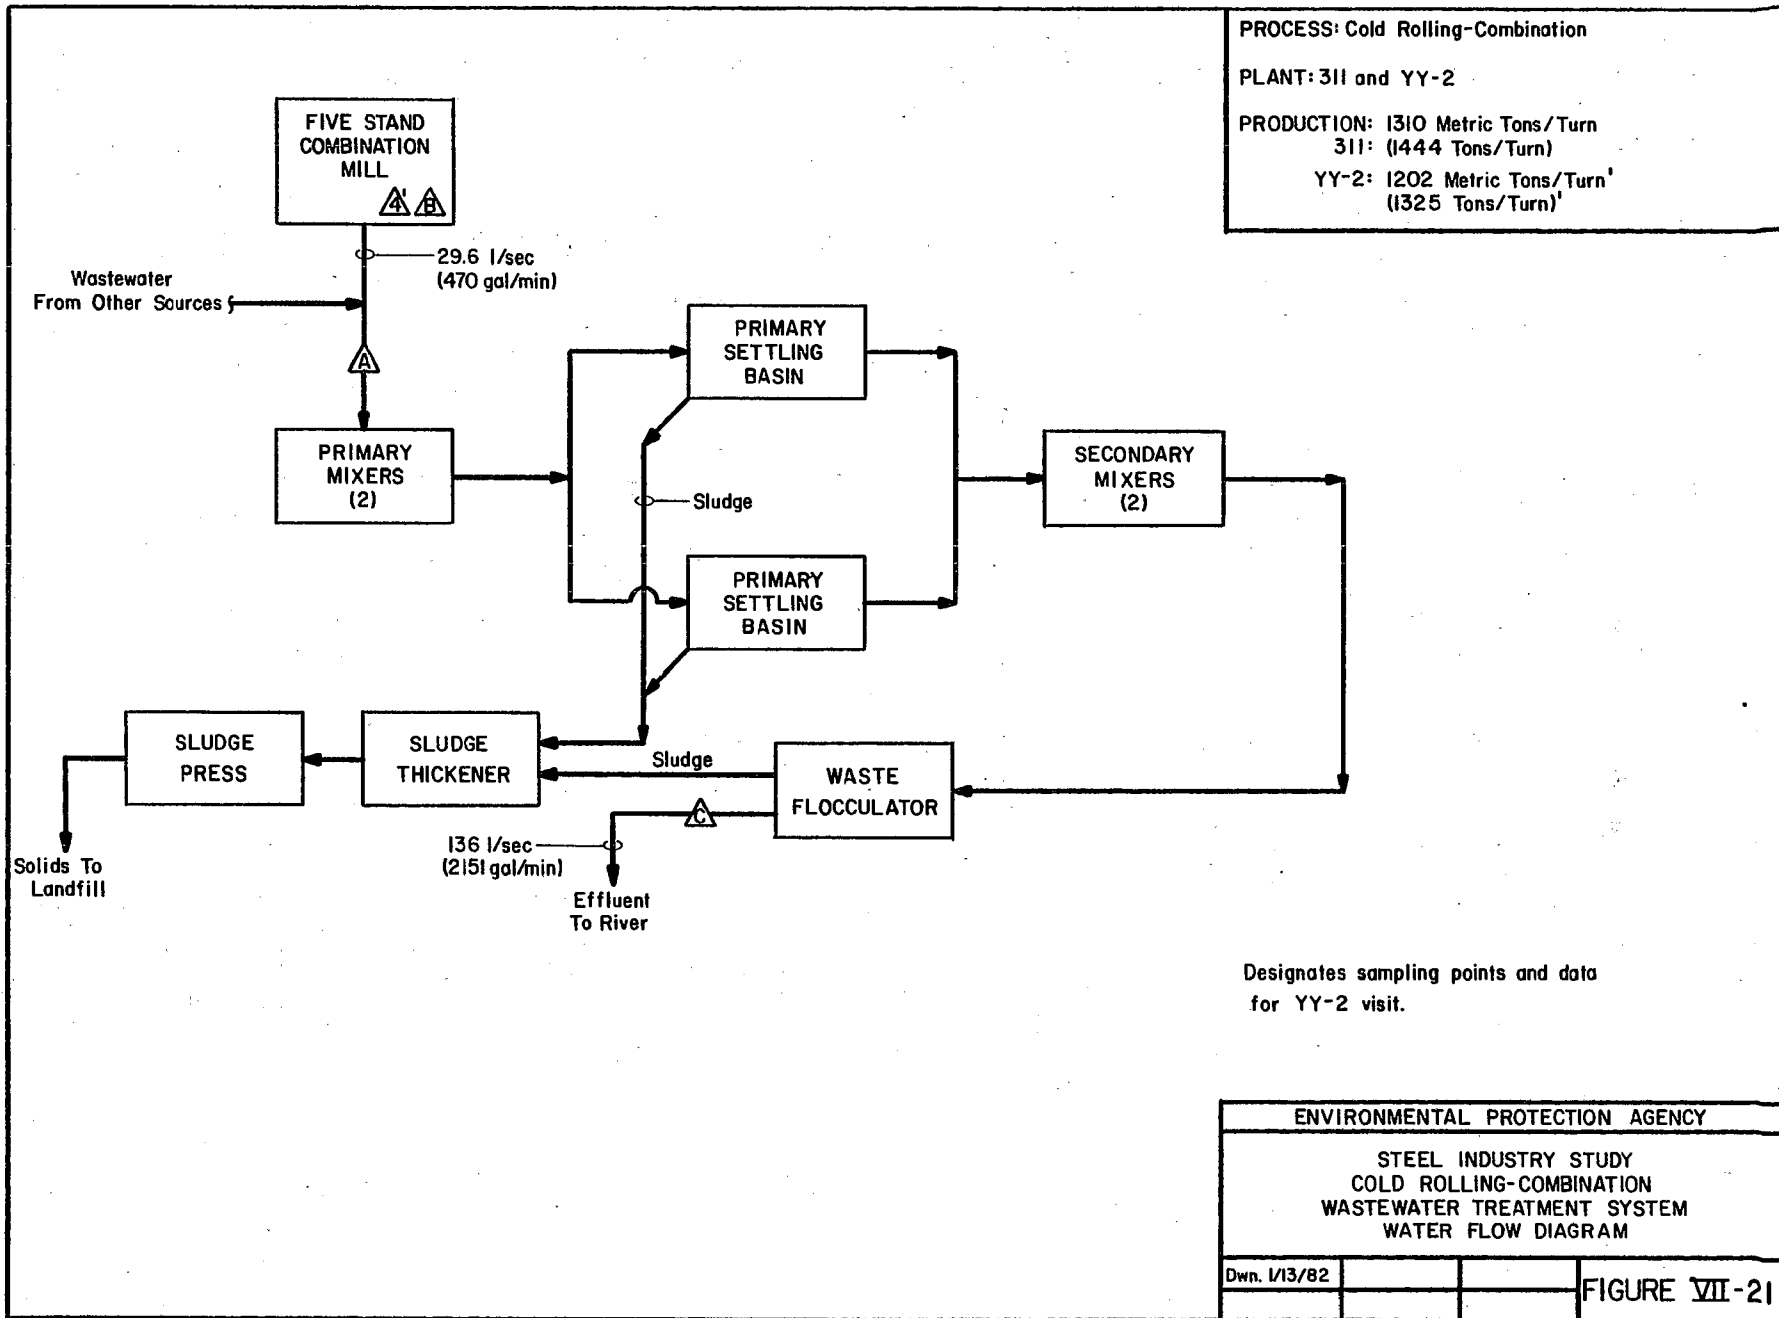 PROCESS: Cold Rolling-Combination
PLANT: 311 and YY-2
PRODUCTION: 1310 Metric Tons/Turn
311: (1444 Tons/Turn)
YY-2: 1202 Metric Tons/Turn'
(1325 Tons/Turn)'
FIVE STAND
COMBINATION
MILL
4' B
29.6 l/sec
(470 gal/min)
Wastewater
From Other Sources
A
PRIMARY
MIXERS
(2)
PRIMARY
SETTLING
BASIN
Sludge
PRIMARY
SETTLING
BASIN
SECONDARY
MIXERS
(2)
SLUDGE
PRESS
SLUDGE
THICKENER
Sludge
WASTE
FLOCCULATOR
C
136 l/sec
(2151 gal/min)
Solids To
Landfill
Effluent
To River
Designates sampling points and data
for YY-2 visit.
ENVIRONMENTAL PROTECTION AGENCY
STEEL INDUSTRY STUDY
COLD ROLLING-COMBINATION
WASTEWATER TREATMENT SYSTEM
WATER FLOW DIAGRAM
Dwn. 1/13/82
FIGURE VII-21